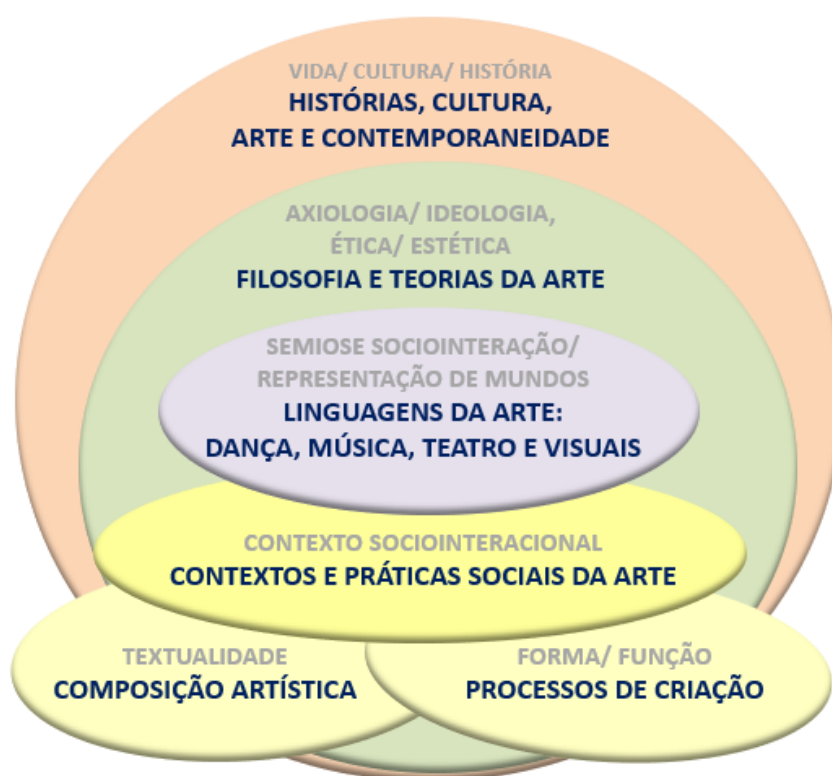 VIDA/ CULTURA/ HISTÓRIA
HISTÓRIAS, CULTURA,
ARTE E CONTEMPORANEIDADE
AXIOLOGIA/ IDEOLOGIA,
ÉTICA/ ESTÉTICA
FILOSOFIA E TEORIAS DA ARTE
SEMIOSE SOCIOINTERAÇÃO/
REPRESENTAÇÃO DE MUNDOS
LINGUAGENS DA ARTE:
DANÇA, MÚSICA, TEATRO E VISUAIS
CONTEXTO SOCIOINTERACIONAL
CONTEXTOS E PRÁTICAS SOCIAIS DA ARTE
TEXTUALIDADE
COMPOSIÇÃO ARTÍSTICA
FORMA/ FUNÇÃO
PROCESSOS DE CRIAÇÃO